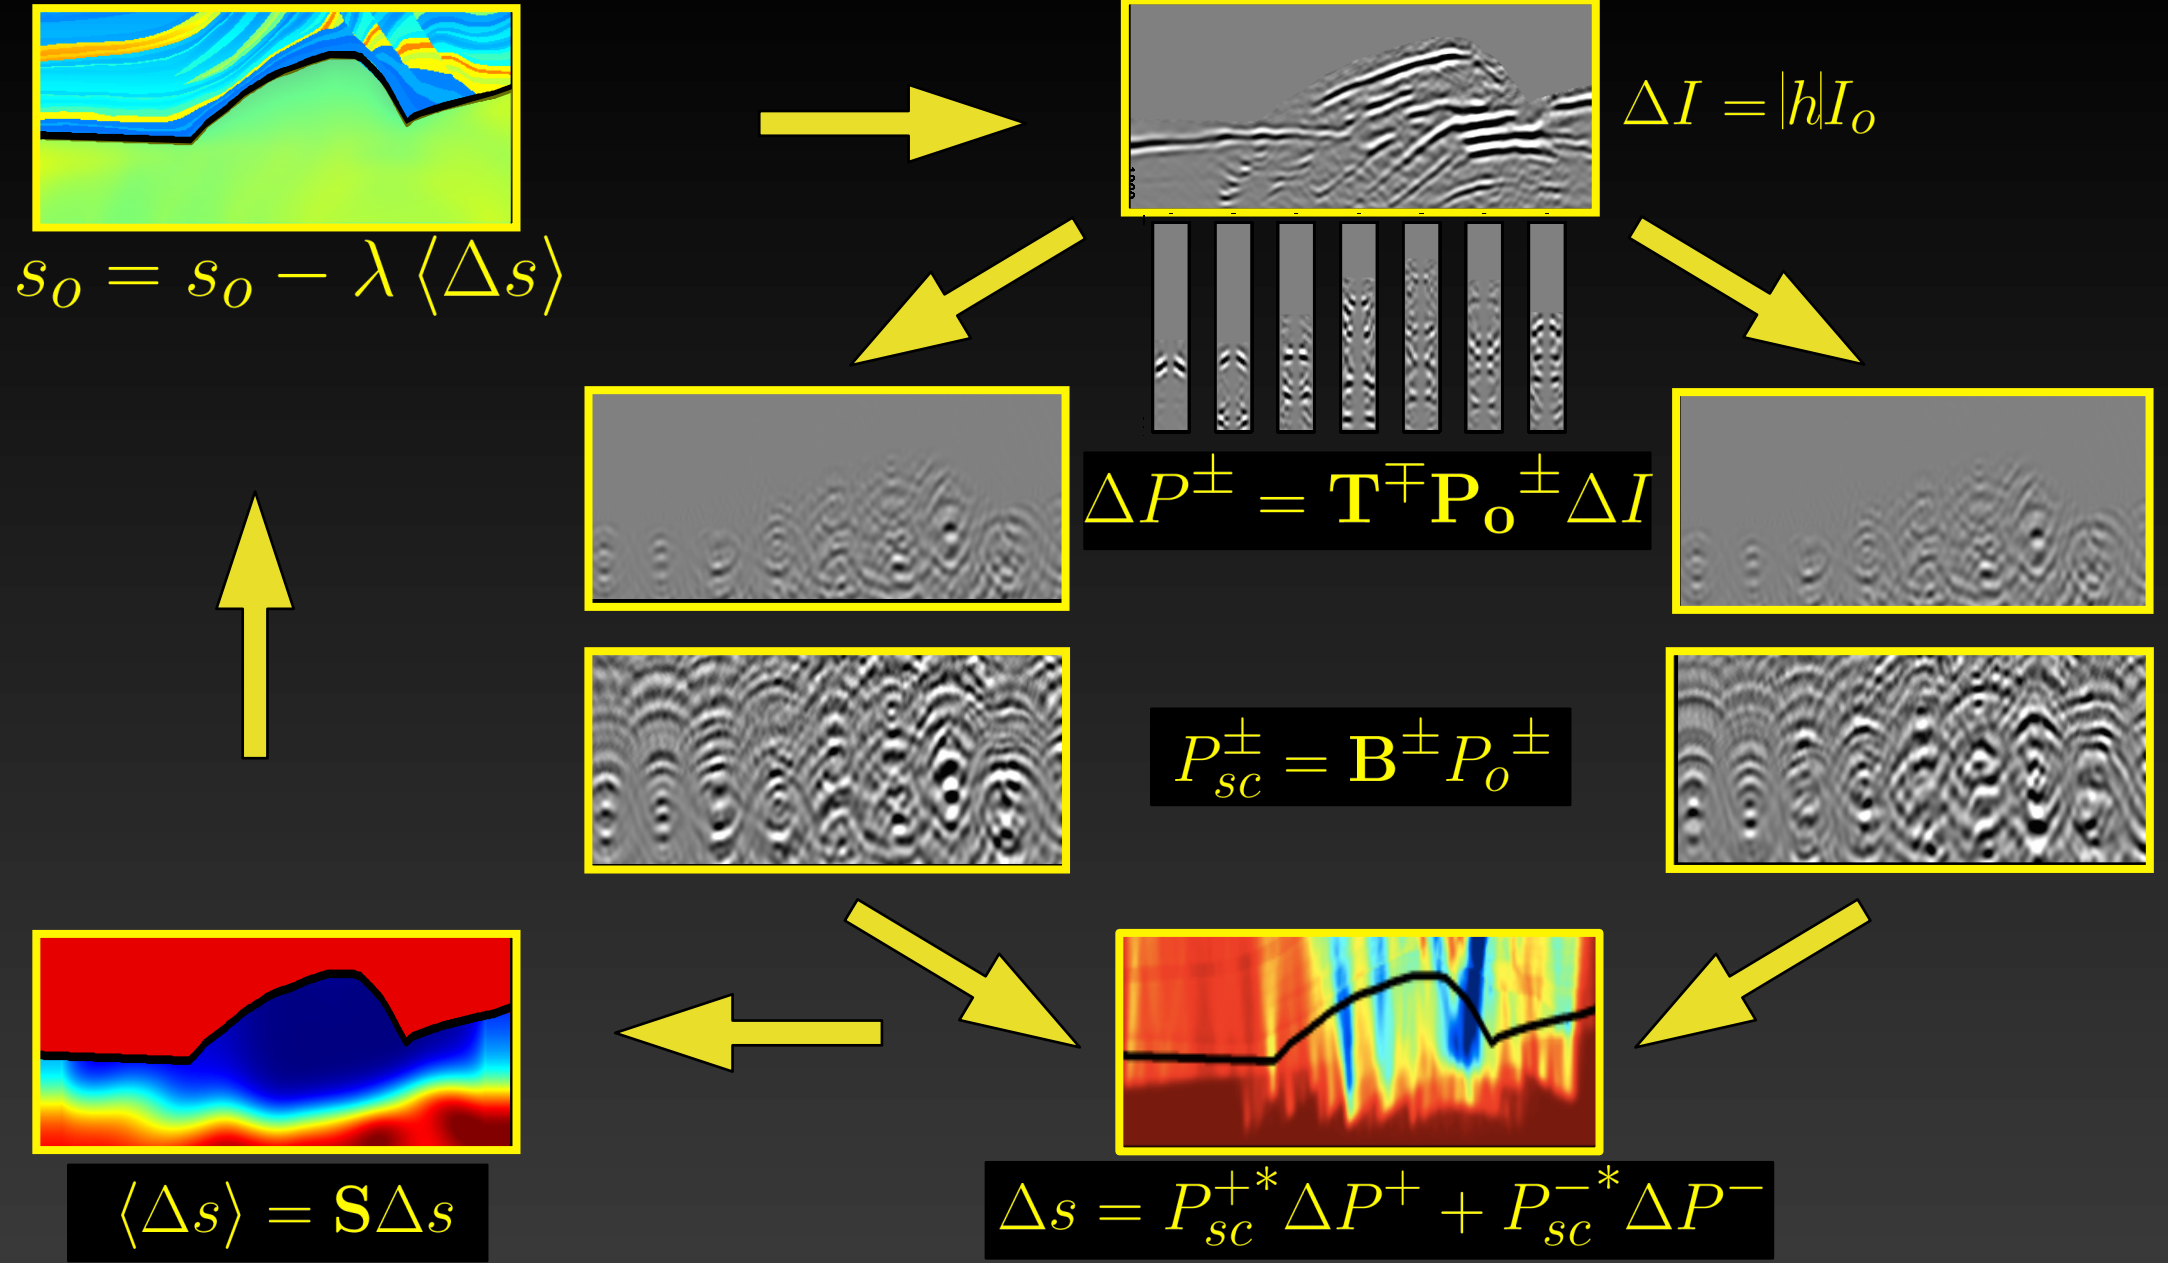 ΔI = |h|I_o
s_o = s_o − λ ⟨Δs⟩
ΔP^± = T^∓ P_o^± ΔI
P_sc^± = B^± P_o^±
⟨Δs⟩ = SΔs
Δs = P_sc^{+*} ΔP^+ + P_sc^{−*} ΔP^−